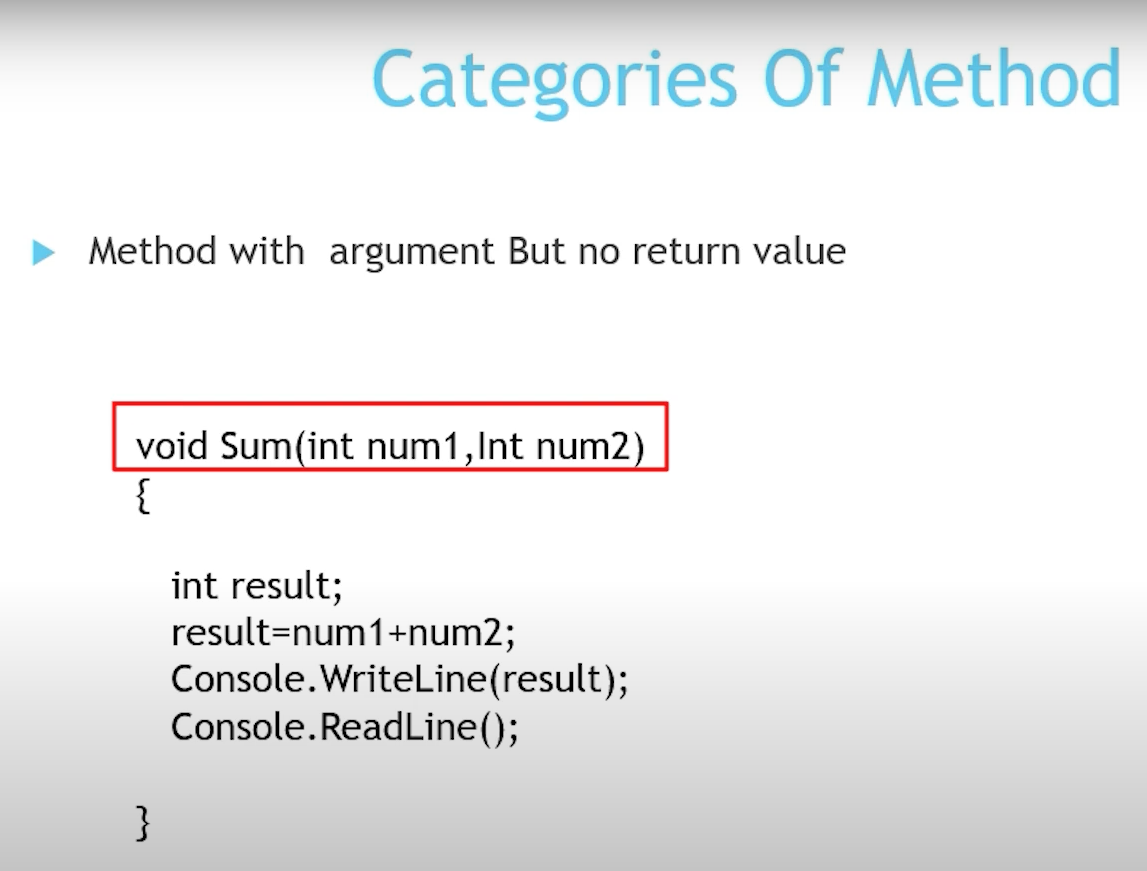 Categories Of Method
Method with argument But no return value
void Sum(int num1,Int num2)
{
int result;
result=num1+num2;
Console.WriteLine(result);
Console.ReadLine();
}